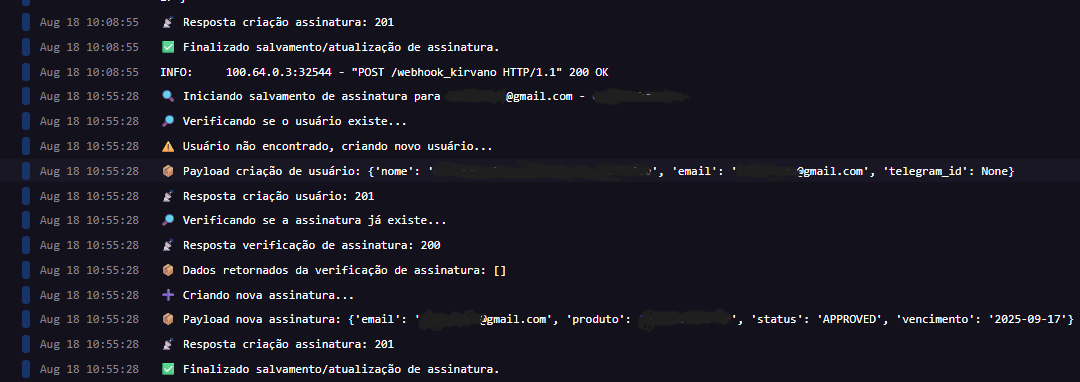 Aug 18 10:08:55 Resposta criação assinatura: 201
Aug 18 10:08:55 Finalizado salvamento/atualização de assinatura.
Aug 18 10:08:55 INFO: 100.64.0.3:32544 - "POST /webhook_kirvano HTTP/1.1" 200 OK
Aug 18 10:55:28 Iniciando salvamento de assinatura para @gmail.com -
Aug 18 10:55:28 Verificando se o usuário existe...
Aug 18 10:55:28 Usuário não encontrado, criando novo usuário...
Aug 18 10:55:28 Payload criação de usuário: {'nome': ' ', 'email': ' @gmail.com', 'telegram_id': None}
Aug 18 10:55:28 Resposta criação usuário: 201
Aug 18 10:55:28 Verificando se a assinatura já existe...
Aug 18 10:55:28 Resposta verificação de assinatura: 200
Aug 18 10:55:28 Dados retornados da verificação de assinatura: []
Aug 18 10:55:28 Criando nova assinatura...
Aug 18 10:55:28 Payload nova assinatura: {'email': ' @gmail.com', 'produto': ' ', 'status': 'APPROVED', 'vencimento': '2025-09-17'}
Aug 18 10:55:28 Resposta criação assinatura: 201
Aug 18 10:55:28 Finalizado salvamento/atualização de assinatura.